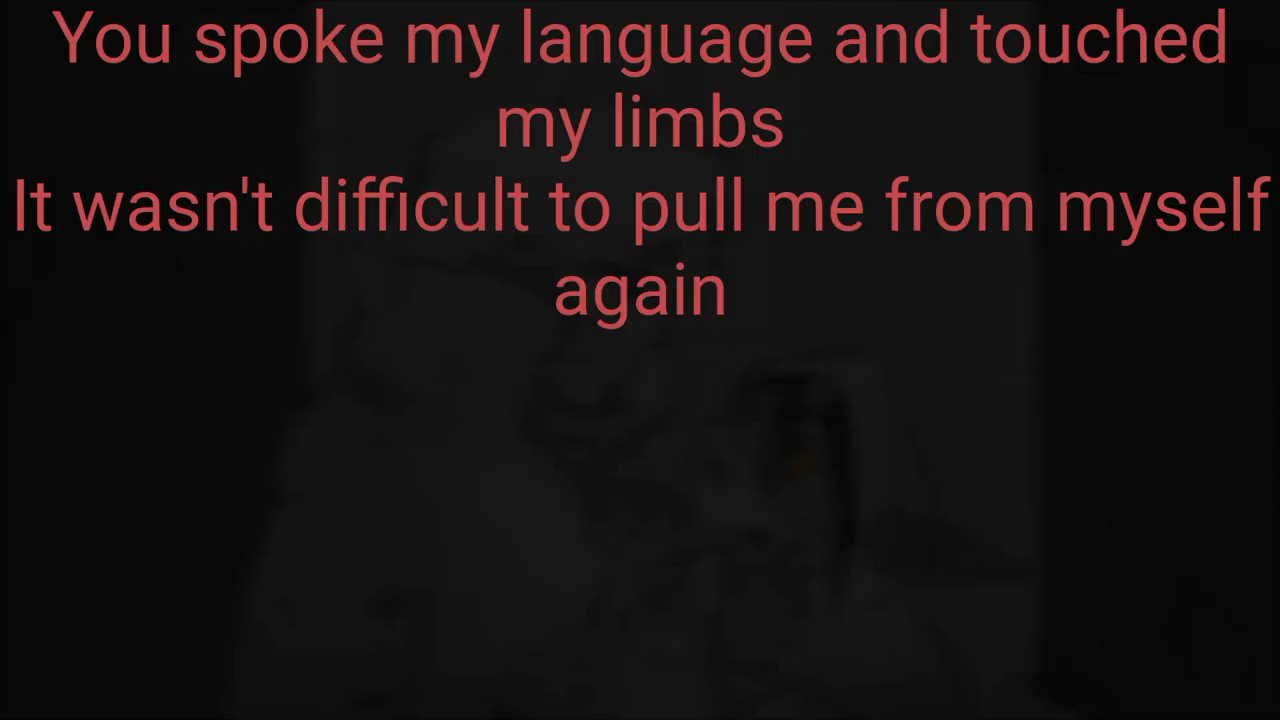 You spoke my language and touched
my limbs
It wasn't difficult to pull me from myself
again